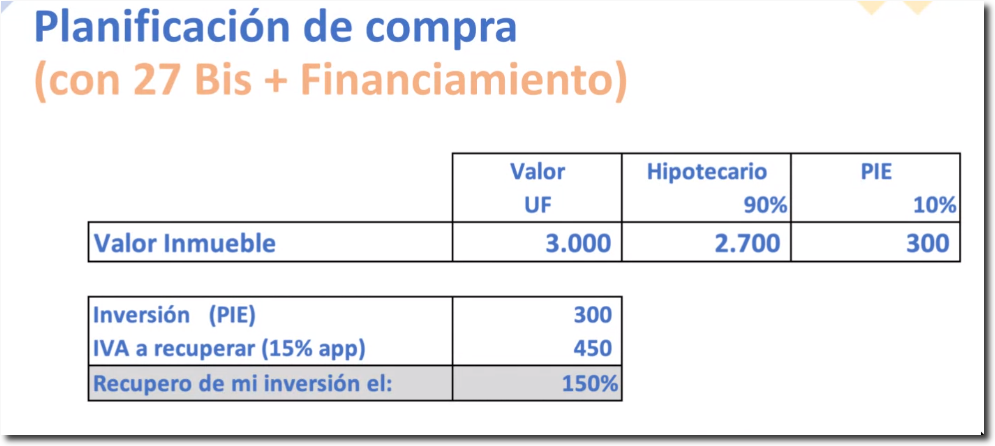 Planificación de compra
(con 27 Bis + Financiamiento)
Valor Hipotecario PIE
UF 90% 10%
Valor Inmueble 3.000 2.700 300
Inversión (PIE) 300
IVA a recuperar (15% app) 450
Recupero de mi inversión el: 150%